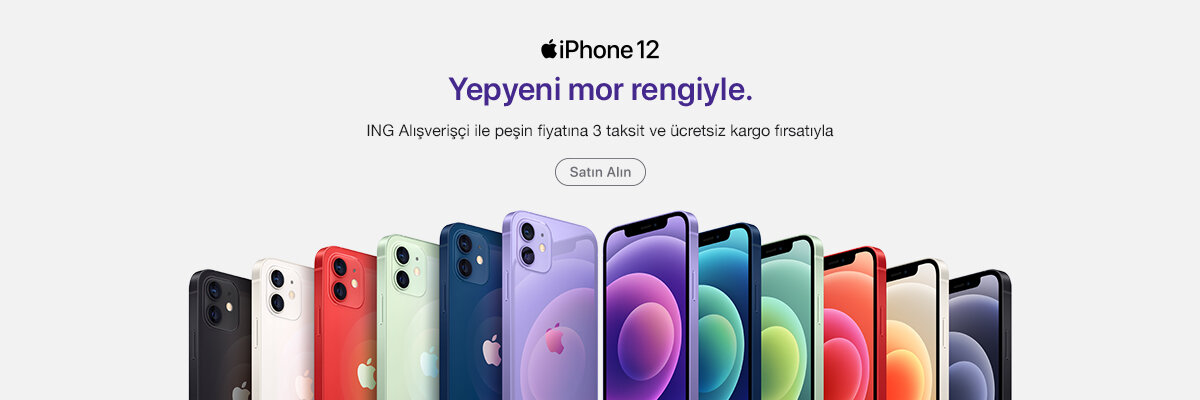 iPhone 12
Yepyeni mor rengiyle.
ING Alışverişçi ile peşin fiyatına 3 taksit ve ücretsiz kargo fırsatıyla
Satın Alın